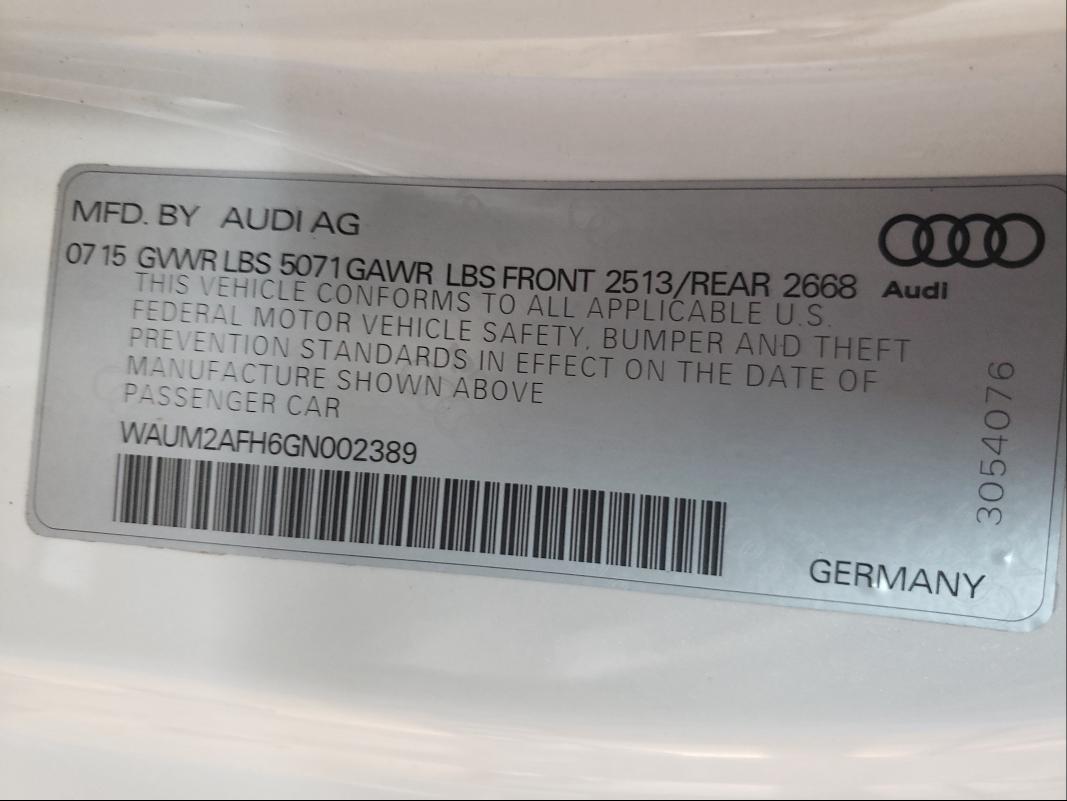 MFD. BY AUDI AG
0715 GVWR LBS 5071 GAWR LBS FRONT 2513/REAR 2668
Audi
THIS VEHICLE CONFORMS TO ALL APPLICABLE U.S.
FEDERAL MOTOR VEHICLE SAFETY, BUMPER AND THEFT
PREVENTION STANDARDS IN EFFECT ON THE DATE OF
MANUFACTURE SHOWN ABOVE
PASSENGER CAR
WAUM2AFH6GN002389
3054076
GERMANY